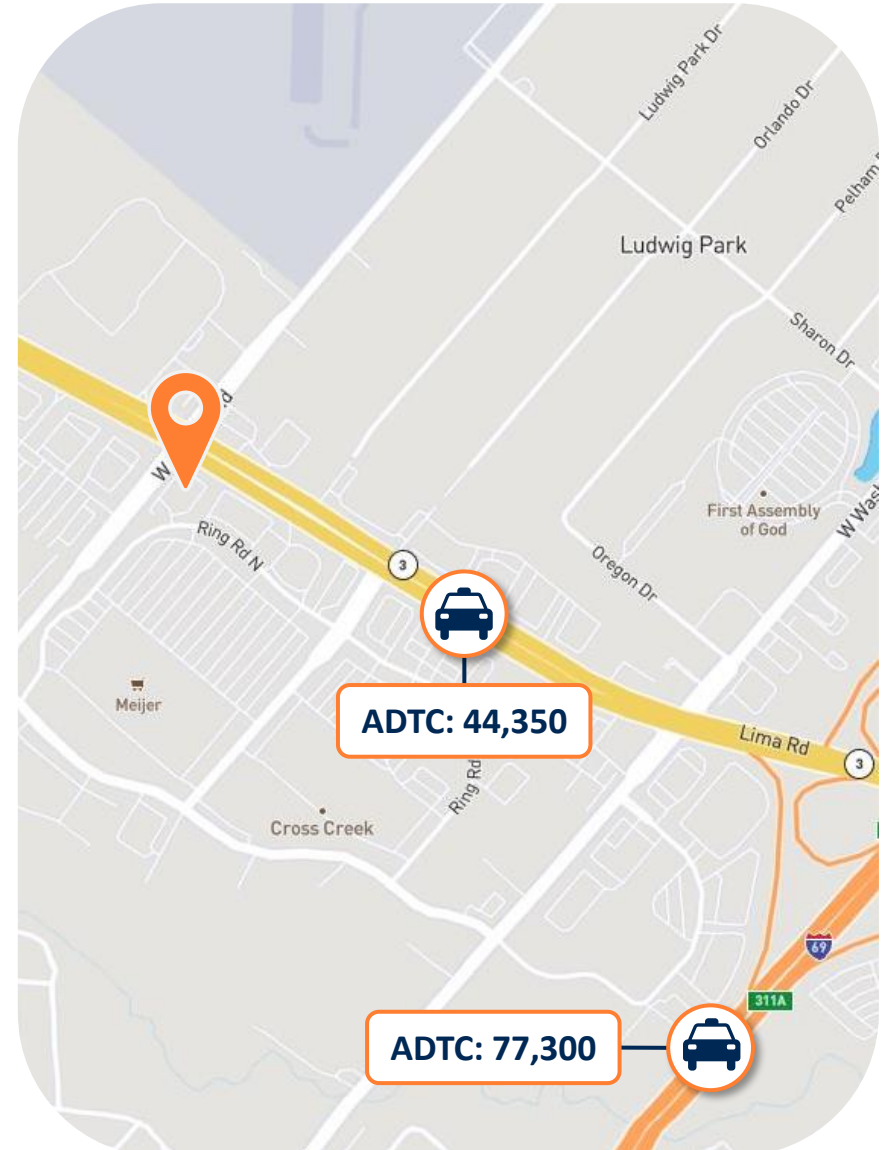 Ludwig Park Dr
Orlando Dr
Pelham
Ludwig Park
Sharon Dr
W
First Assembly
of God
W Wash
Ring Rd N
3
Oregon Dr
Meijer
ADTC: 44,350
Lima Rd
3
Ring Rd
Cross Creek
69
311A
ADTC: 77,300